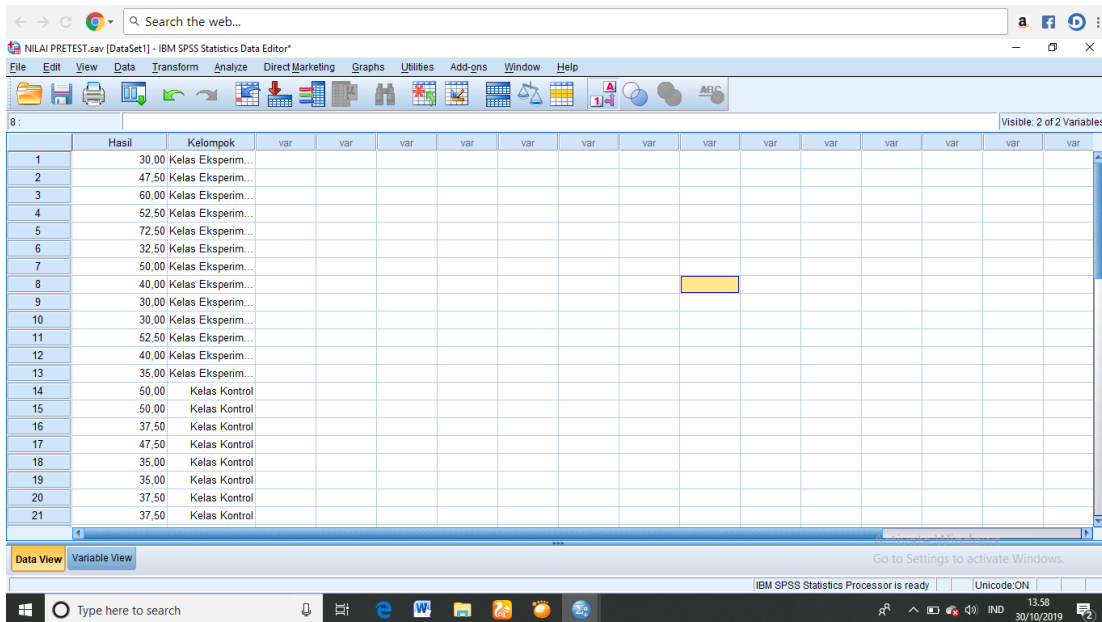 Search the web...
NILAI PRETEST.sav [DataSet1] - IBM SPSS Statistics Data Editor*
File Edit View Data Transform Analyze Direct Marketing Graphs Utilities Add-ons Window Help
8 :
Visible: 2 of 2 Variables
Hasil Kelompok var var var var var var var var var var var var var var
1 30,00 Kelas Eksperim...
2 47,50 Kelas Eksperim...
3 60,00 Kelas Eksperim...
4 52,50 Kelas Eksperim...
5 72,50 Kelas Eksperim...
6 32,50 Kelas Eksperim...
7 50,00 Kelas Eksperim...
8 40,00 Kelas Eksperim...
9 30,00 Kelas Eksperim...
10 30,00 Kelas Eksperim...
11 52,50 Kelas Eksperim...
12 40,00 Kelas Eksperim...
13 35,00 Kelas Eksperim...
14 50,00 Kelas Kontrol
15 50,00 Kelas Kontrol
16 37,50 Kelas Kontrol
17 47,50 Kelas Kontrol
18 35,00 Kelas Kontrol
19 35,00 Kelas Kontrol
20 37,50 Kelas Kontrol
21 37,50 Kelas Kontrol
Data View Variable View
Go to Settings to activate Windows.
IBM SPSS Statistics Processor is ready Unicode:ON
Type here to search
IND
13.58
30/10/2019
2